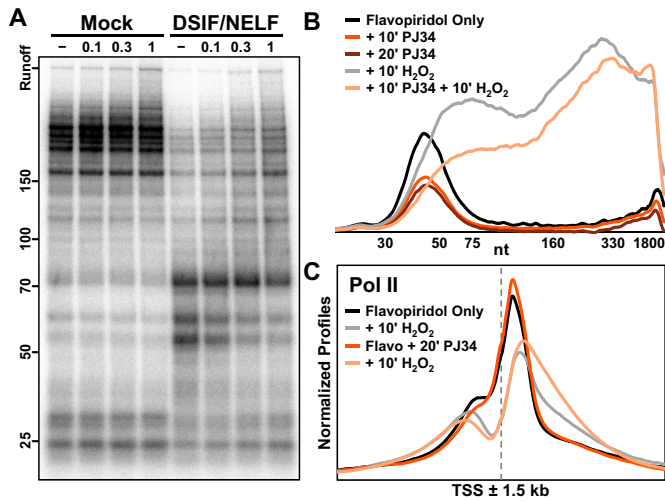 A
Mock
DSIF/NELF
– 0.1 0.3 1 – 0.1 0.3 1
Runoff
150
100
70
50
25
B
Flavopiridol Only
+ 10' PJ34
+ 20' PJ34
+ 10' H₂O₂
+ 10' PJ34 + 10' H₂O₂
30 50 75 160 330 1800
nt
C
Pol II
Flavopiridol Only
+ 10' H₂O₂
Flavo + 20' PJ34
+ 10' H₂O₂
Normalized Profiles
TSS ± 1.5 kb